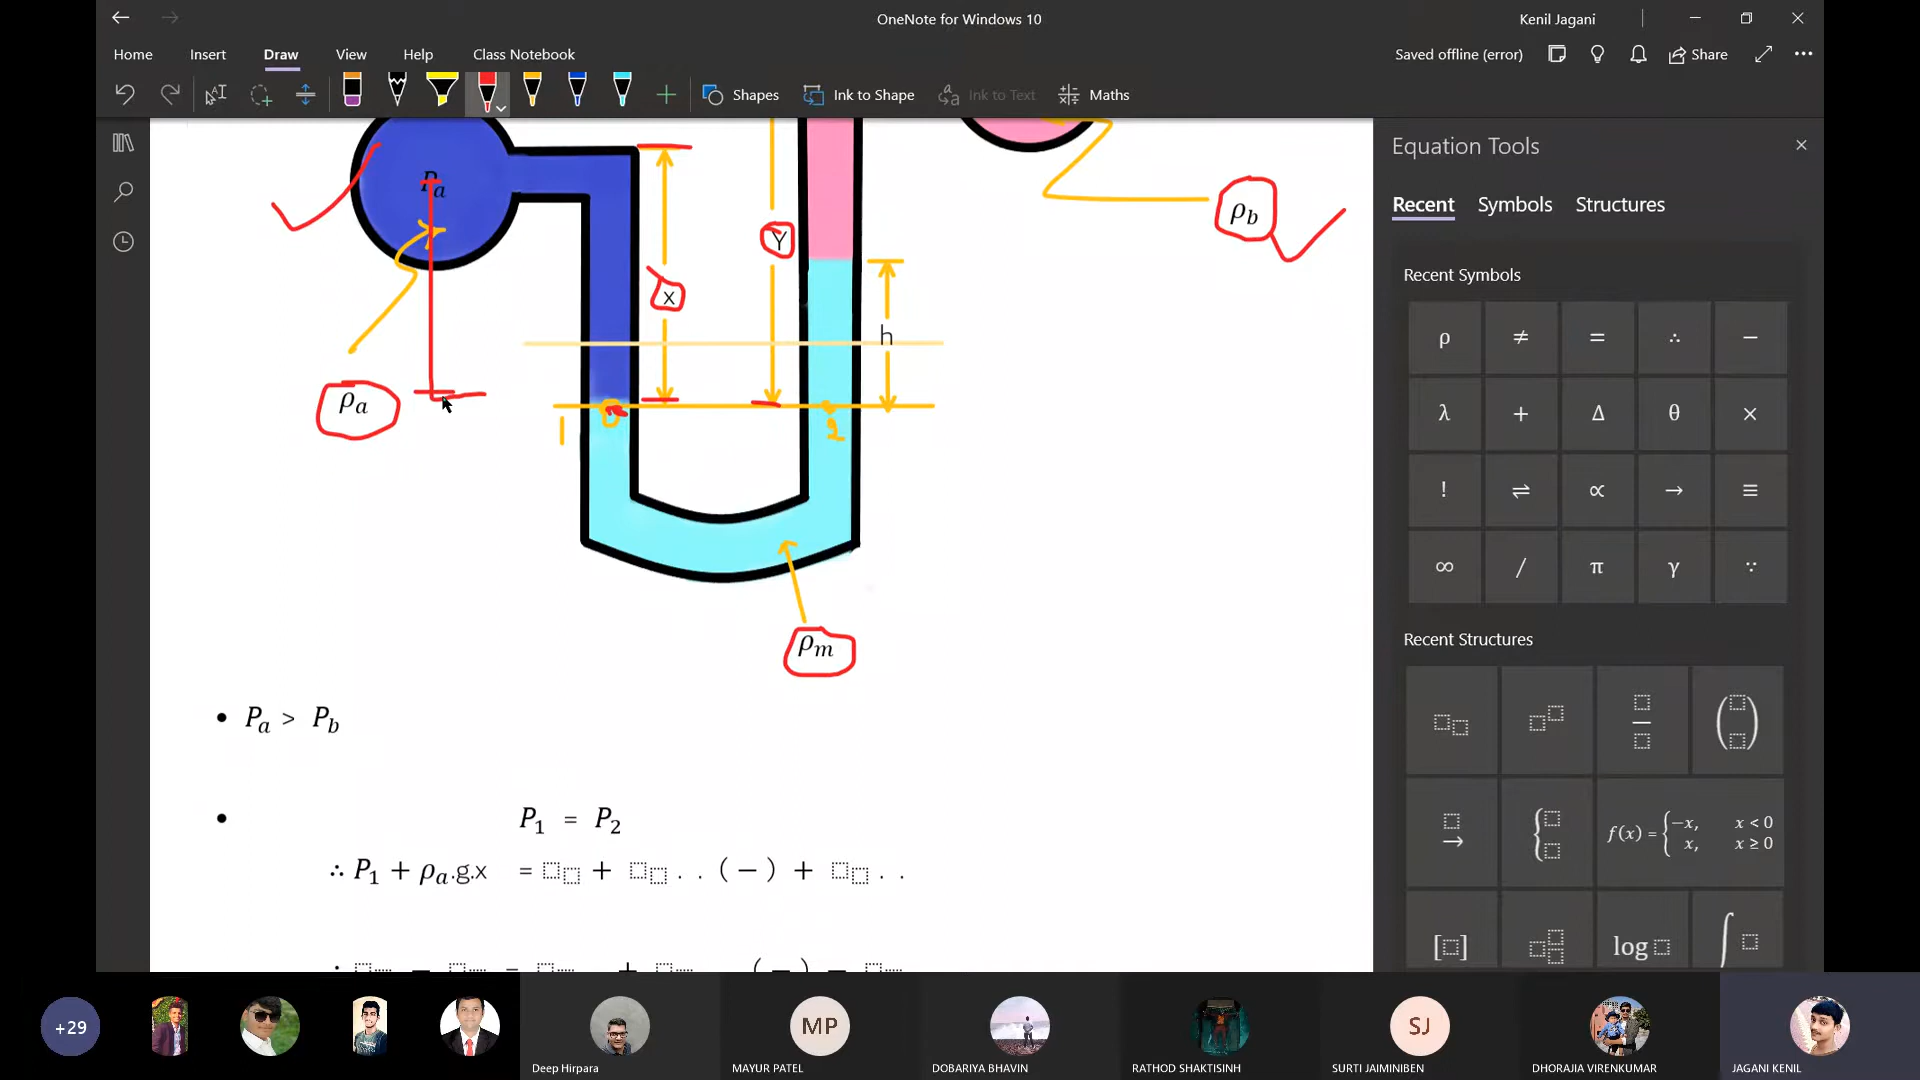 OneNote for Windows 10
Kenil Jagani
Home Insert Draw View Help Class Notebook
Saved offline (error) Share
Shapes Ink to Shape Ink to Text Maths
Equation Tools
Recent Symbols Structures
Recent Symbols
ρ ≠ = ∴ −
λ + Δ θ ×
! ⇌ ∝ → ≡
∞ / π γ ∵
Recent Structures
f(x) = { −x, x < 0
x, x ≥ 0
log
Pa
ρb
Y
x
h
ρa
1
2
ρm
• Pa > Pb
• P1 = P2
∴ P1 + ρa.g.x = □□ + □□ . . ( − ) + □□ . .
+29
Deep Hirpara
MP
MAYUR PATEL
DOBARIYA BHAVIN
RATHOD SHAKTISINH
SJ
SURTI JAIMINIBEN
DHORAJIA VIRENKUMAR
JAGANI KENIL